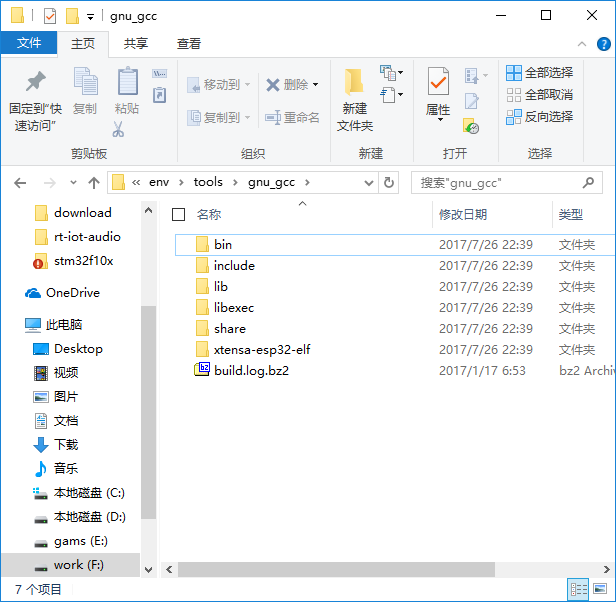 gnu_gcc
文件 主页 共享 查看
固定到"快速访问" 复制 粘贴 移动到 删除 新建文件夹 属性 全部选择
复制到 重命名 全部取消
反向选择
剪贴板 组织 新建 打开 选择
« env › tools › gnu_gcc › 搜索"gnu_gcc"
download 名称 修改日期 类型
rt-iot-audio
stm32f10x
OneDrive
此电脑
Desktop
视频
图片
文档
下载
音乐
本地磁盘 (C:)
本地磁盘 (D:)
gams (E:)
work (F:)
bin 2017/7/26 22:39 文件夹
include 2017/7/26 22:39 文件夹
lib 2017/7/26 22:39 文件夹
libexec 2017/7/26 22:39 文件夹
share 2017/7/26 22:39 文件夹
xtensa-esp32-elf 2017/7/26 22:39 文件夹
build.log.bz2 2017/1/17 6:53 bz2 Archiv
7 个项目